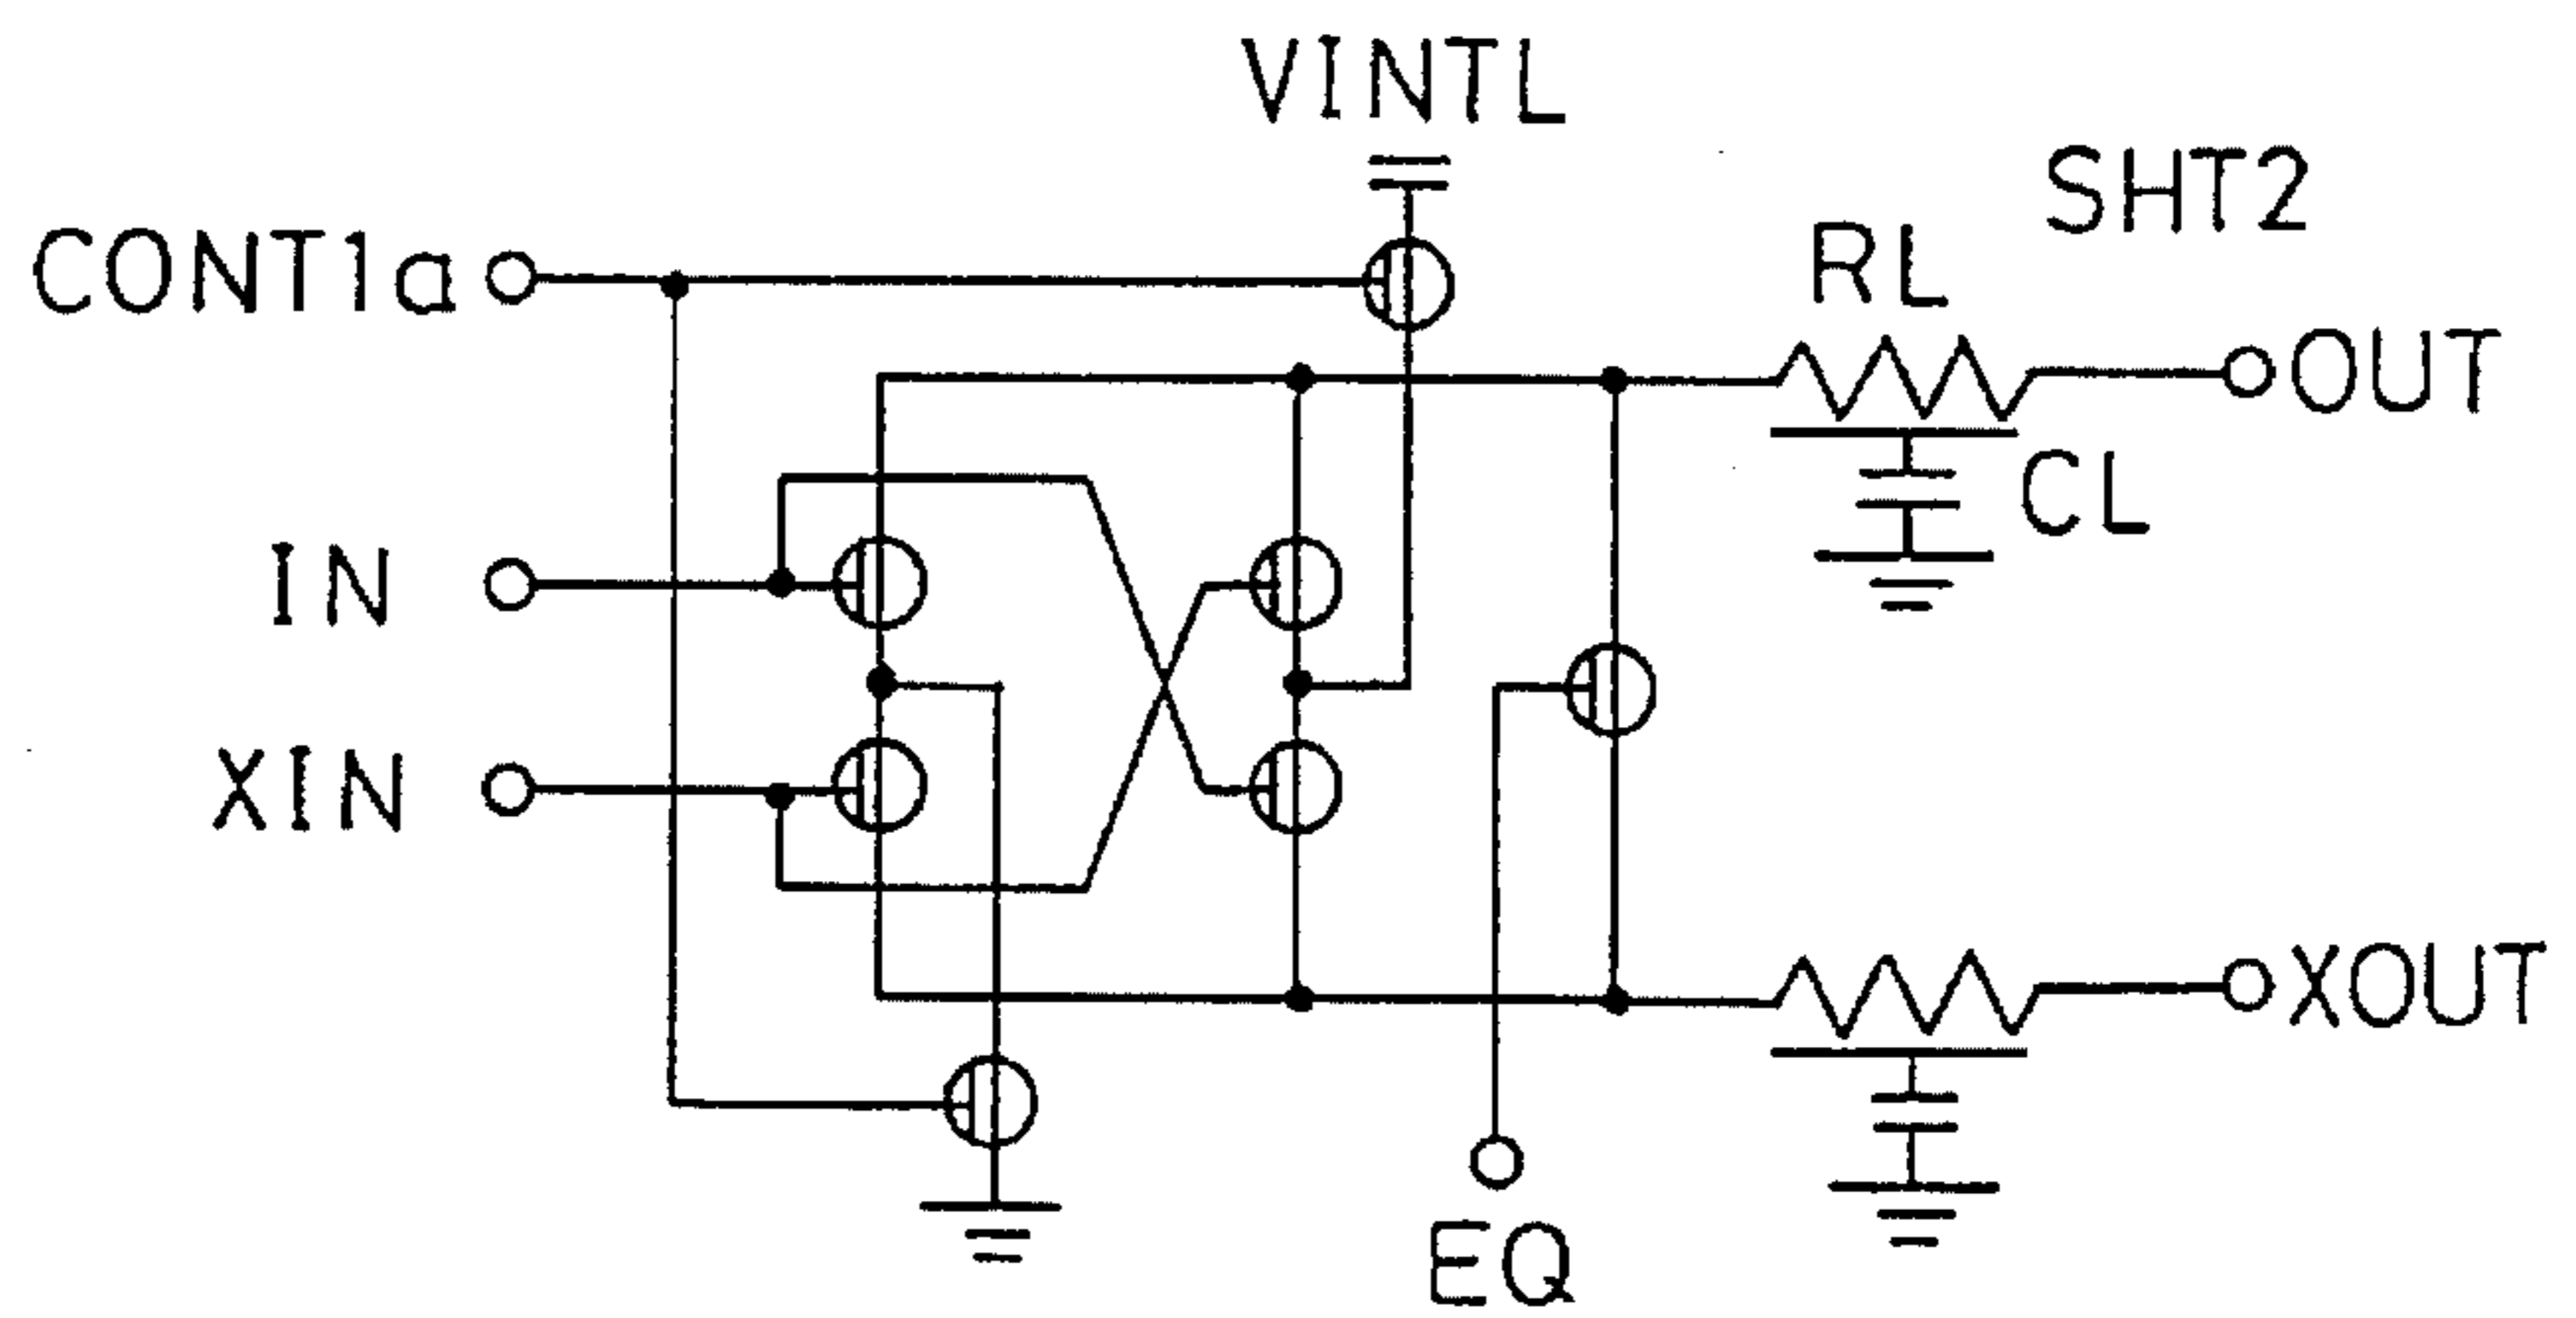 VINTL
SHT2
RL
CONT1a
OUT
CL
IN
XIN
XOUT
EQ